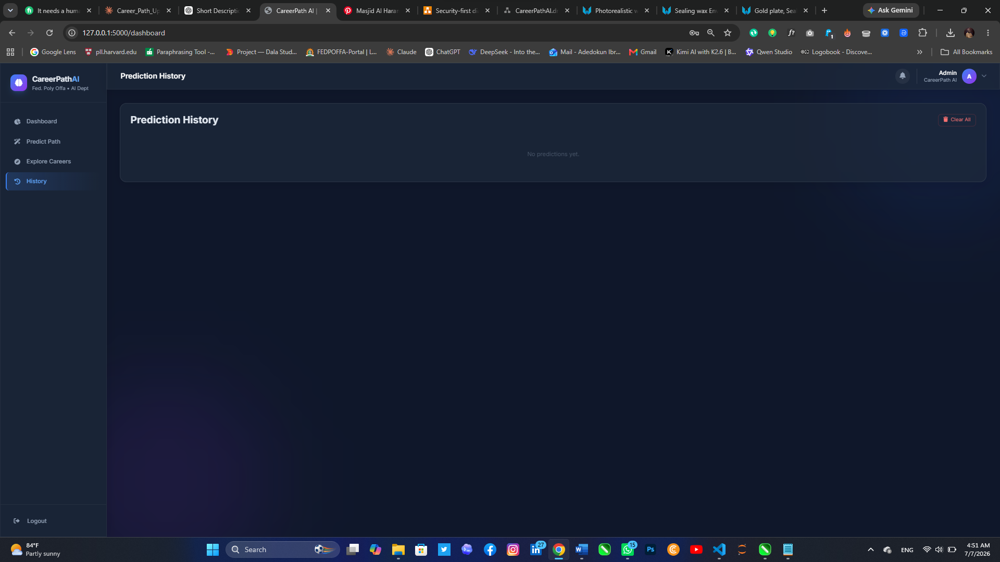 It needs a huma
Career_Path_Up
Short Descriptic
CareerPath AI |
Masjid Al Haran
Security-first di
CareerPathAI.dr
Photorealistic w
Sealing wax Env
Gold plate, Seal
Ask Gemini
127.0.0.1:5000/dashboard
Google Lens
pll.harvard.edu
Paraphrasing Tool -...
Project — Dala Stud...
FEDPOFFA-Portal | L...
Claude
ChatGPT
DeepSeek - Into the...
Mail - Adedokun Ibr...
Gmail
Kimi AI with K2.6 | B...
Qwen Studio
Logobook - Discove...
All Bookmarks
CareerPathAI
Fed. Poly Offa • AI Dept
Prediction History
Admin
CareerPath AI
A
Dashboard
Predict Path
Explore Careers
History
Prediction History
Clear All
No predictions yet.
Logout
84°F
Partly sunny
Search
27
15
Ps
ENG
4:51 AM
7/7/2026